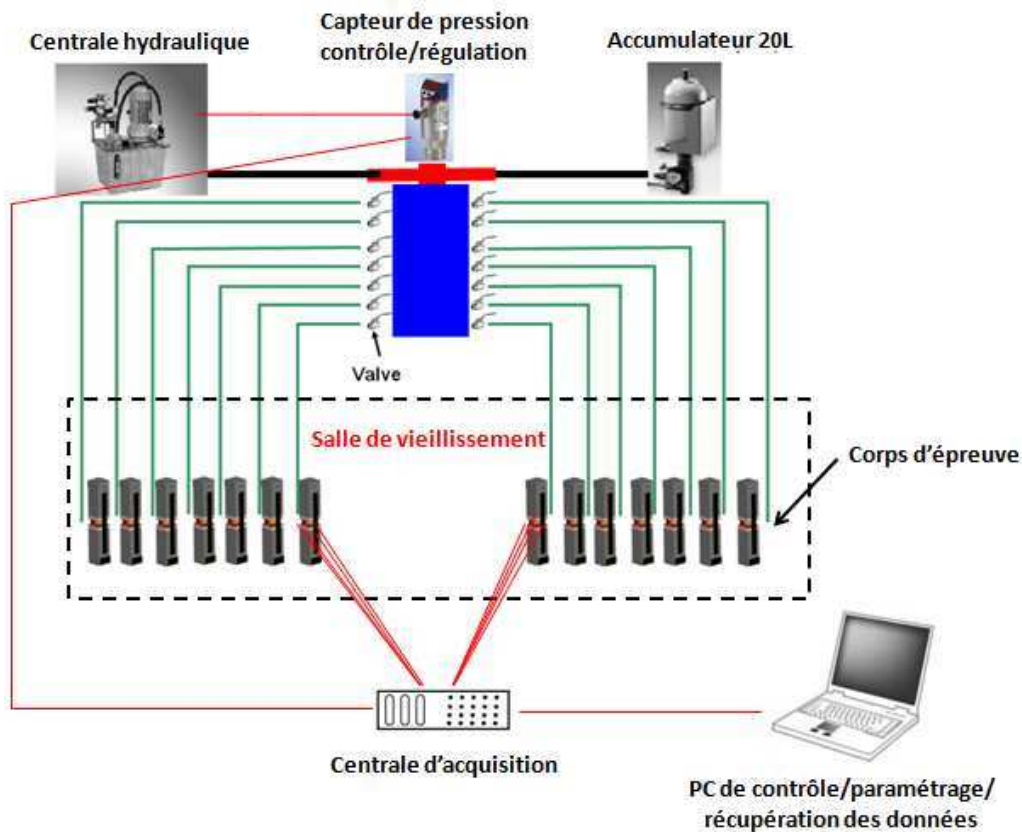 Centrale hydraulique
Capteur de pression
contrôle/régulation
Accumulateur 20L
Valve
Salle de vieillissement
Corps d'épreuve
Centrale d'acquisition
PC de contrôle/paramétrage/
récupération des données